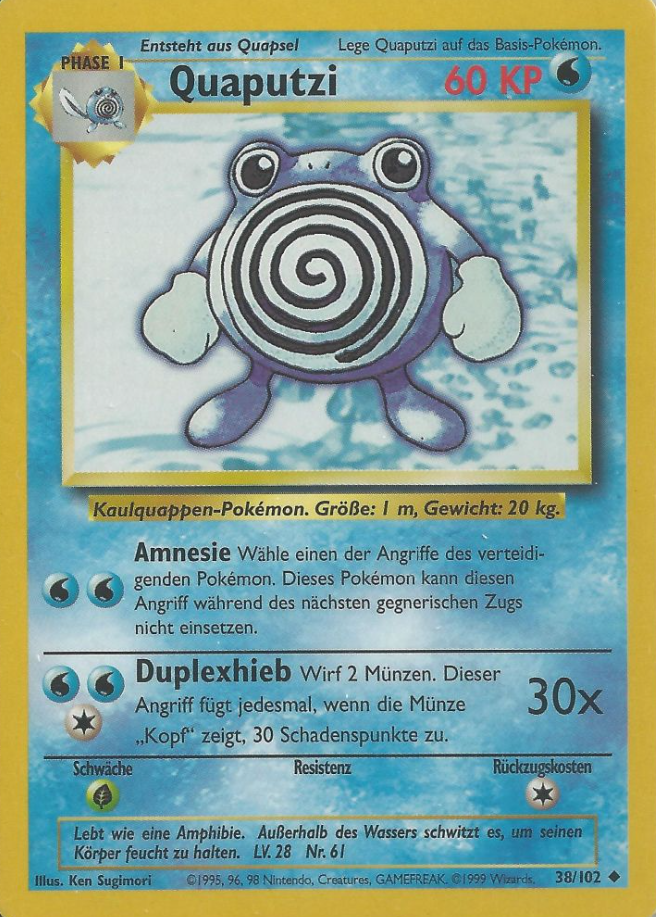 Entsteht aus Quapsel Lege Quaputzi auf das Basis-Pokémon.
PHASE I
Quaputzi 60 KP
Kaulquappen-Pokémon. Größe: 1 m, Gewicht: 20 kg.
Amnesie Wähle einen der Angriffe des verteidi-
genden Pokémon. Dieses Pokémon kann diesen
Angriff während des nächsten gegnerischen Zugs
nicht einsetzen.
Duplexhieb Wirf 2 Münzen. Dieser
Angriff fügt jedesmal, wenn die Münze
„Kopf“ zeigt, 30 Schadenspunkte zu.
30x
Schwäche Resistenz Rückzugskosten
Lebt wie eine Amphibie. Außerhalb des Wassers schwitzt es, um seinen
Körper feucht zu halten. LV. 28 Nr. 61
Illus. Ken Sugimori ©1995, 96, 98 Nintendo, Creatures, GAMEFREAK. ©1999 Wizards. 38/102